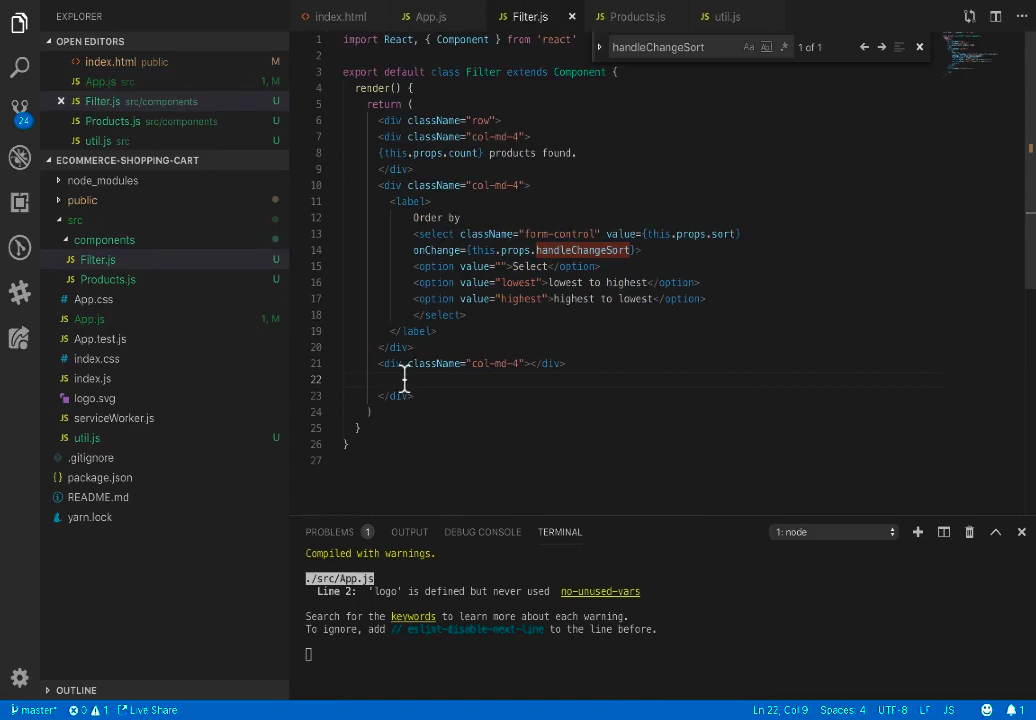 EXPLORER
OPEN EDITORS
index.html public M
App.js src 1, M
Filter.js src/components U
Products.js src/components U
util.js src U
ECOMMERCE-SHOPPING-CART
node_modules
public
src
components
Filter.js U
Products.js U
App.css
App.js 1, M
App.test.js
index.css
index.js
logo.svg
serviceWorker.js
util.js U
.gitignore
package.json
README.md
yarn.lock
OUTLINE
24
index.html App.js Filter.js Products.js util.js
handleChangeSort Aa Abl .* 1 of 1
1 import React, { Component } from 'react'
2
3 export default class Filter extends Component {
4 render() {
5 return (
6 <div className="row">
7 <div className="col-md-4">
8 {this.props.count} products found.
9 </div>
10 <div className="col-md-4">
11 <label>
12 Order by
13 <select className="form-control" value={this.props.sort}
14 onChange={this.props.handleChangeSort}>
15 <option value="">Select</option>
16 <option value="lowest">lowest to highest</option>
17 <option value="highest">highest to lowest</option>
18 </select>
19 </label>
20 </div>
21 <div className="col-md-4"></div>
22
23 </div>
24 )
25 }
26 }
27
PROBLEMS 1 OUTPUT DEBUG CONSOLE TERMINAL 1: node
Compiled with warnings.
./src/App.js
Line 2: 'logo' is defined but never used no-unused-vars
Search for the keywords to learn more about each warning.
To ignore, add // eslint-disable-next-line to the line before.
master* 0 1 Live Share Ln 22, Col 9 Spaces: 4 UTF-8 LF JS 1